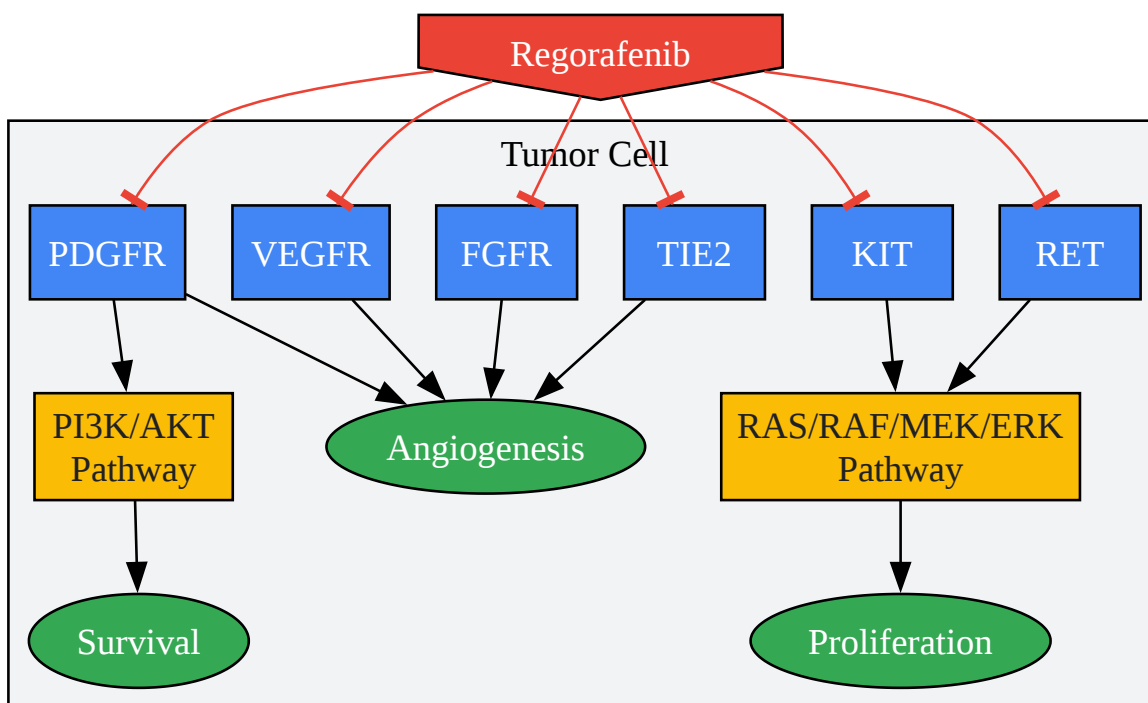 Regorafenib
Tumor Cell
PDGFR
VEGFR
FGFR
TIE2
KIT
RET
PI3K/AKT
Pathway
Angiogenesis
RAS/RAF/MEK/ERK
Pathway
Survival
Proliferation